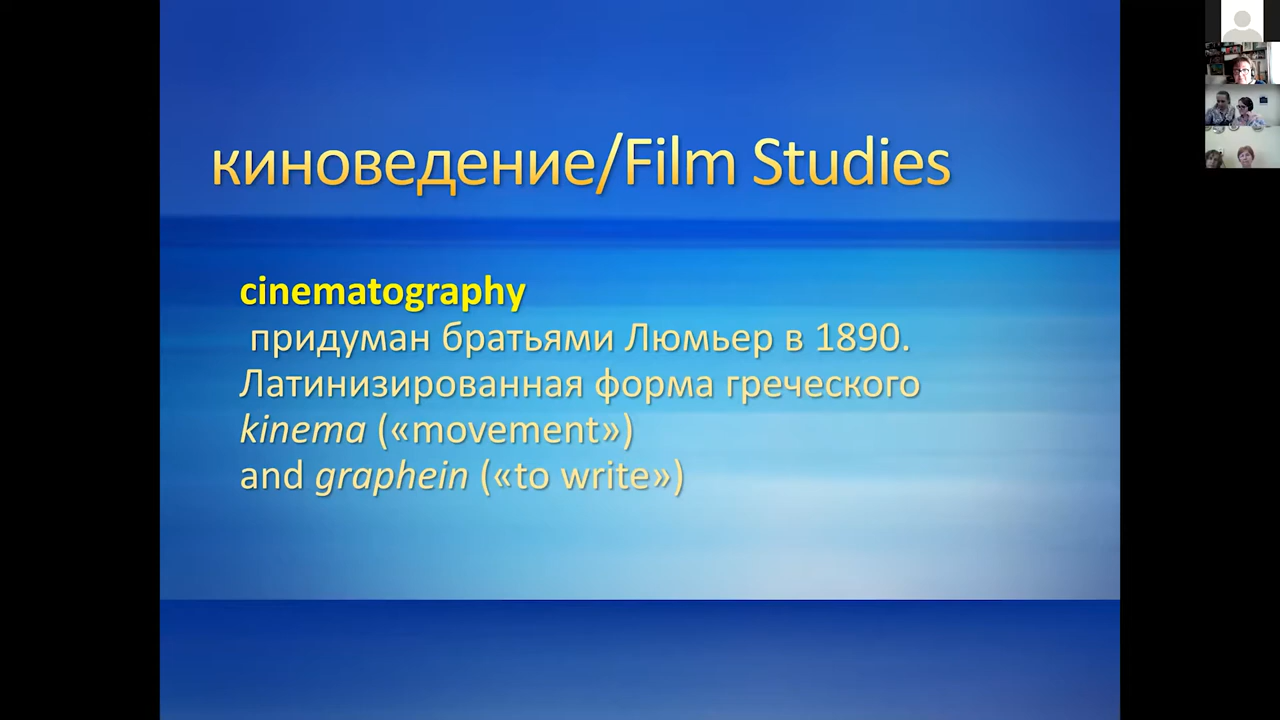 киноведение/Film Studies
cinematography
придуман братьями Люмьер в 1890.
Латинизированная форма греческого
kinema («movement»)
and graphein («to write»)